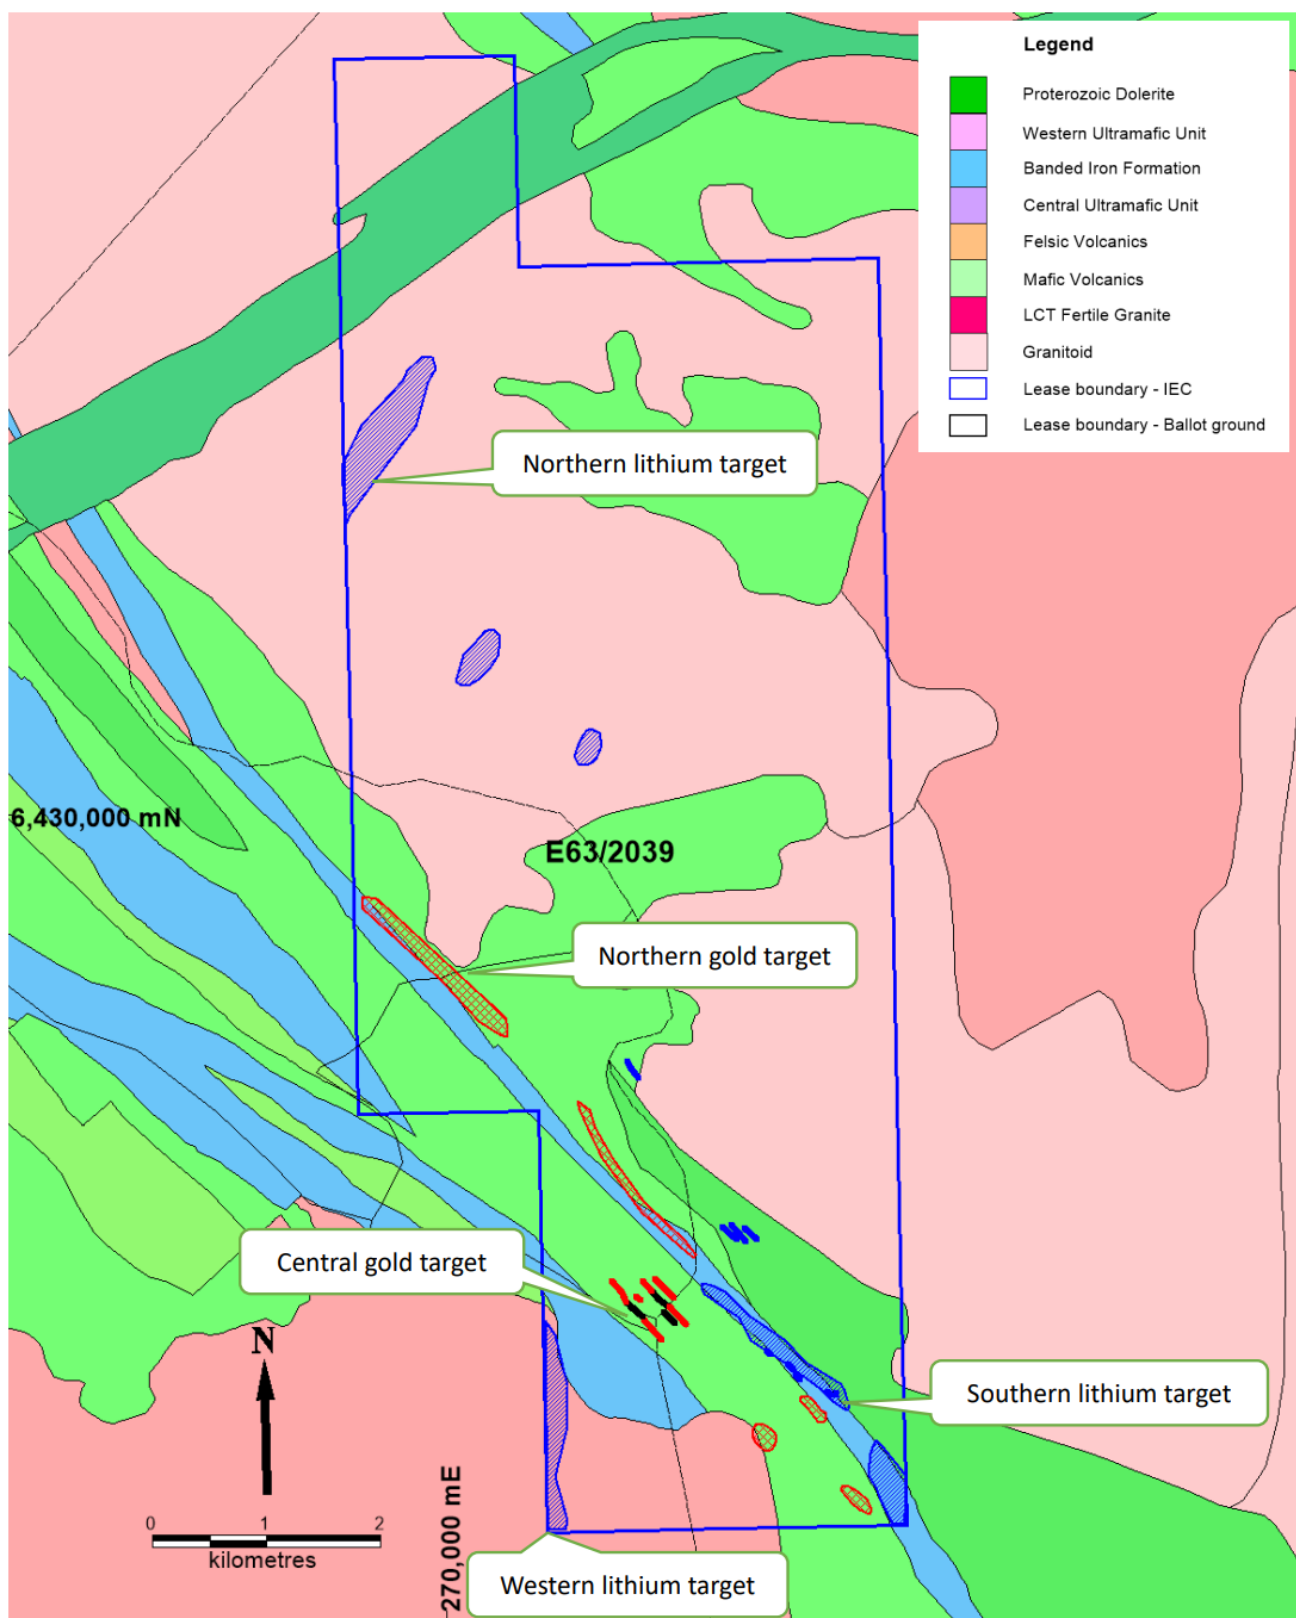 Legend
Proterozoic Dolerite
Western Ultramafic Unit
Banded Iron Formation
Central Ultramafic Unit
Felsic Volcanics
Mafic Volcanics
LCT Fertile Granite
Granitoid
Lease boundary - IEC
Lease boundary - Ballot ground
Northern lithium target
6,430,000 mN
E63/2039
Northern gold target
Central gold target
N
Southern lithium target
270,000 mE
0 1 2
kilometres
Western lithium target